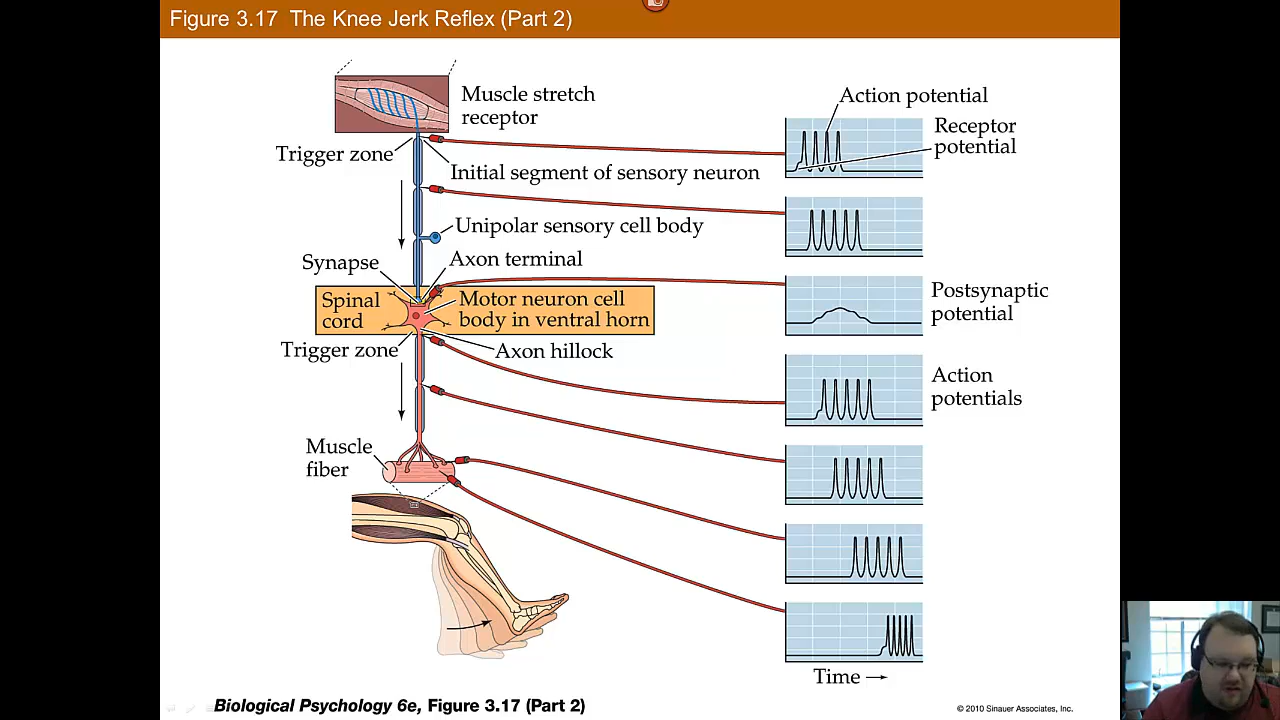 Figure 3.17 The Knee Jerk Reflex (Part 2)
Muscle stretch
receptor
Trigger zone
Initial segment of sensory neuron
Unipolar sensory cell body
Synapse
Axon terminal
Spinal
cord
Motor neuron cell
body in ventral horn
Trigger zone
Axon hillock
Muscle
fiber
Action potential
Receptor
potential
Postsynaptic
potential
Action
potentials
Time
Biological Psychology 6e, Figure 3.17 (Part 2)
© 2010 Sinauer Associates, Inc.